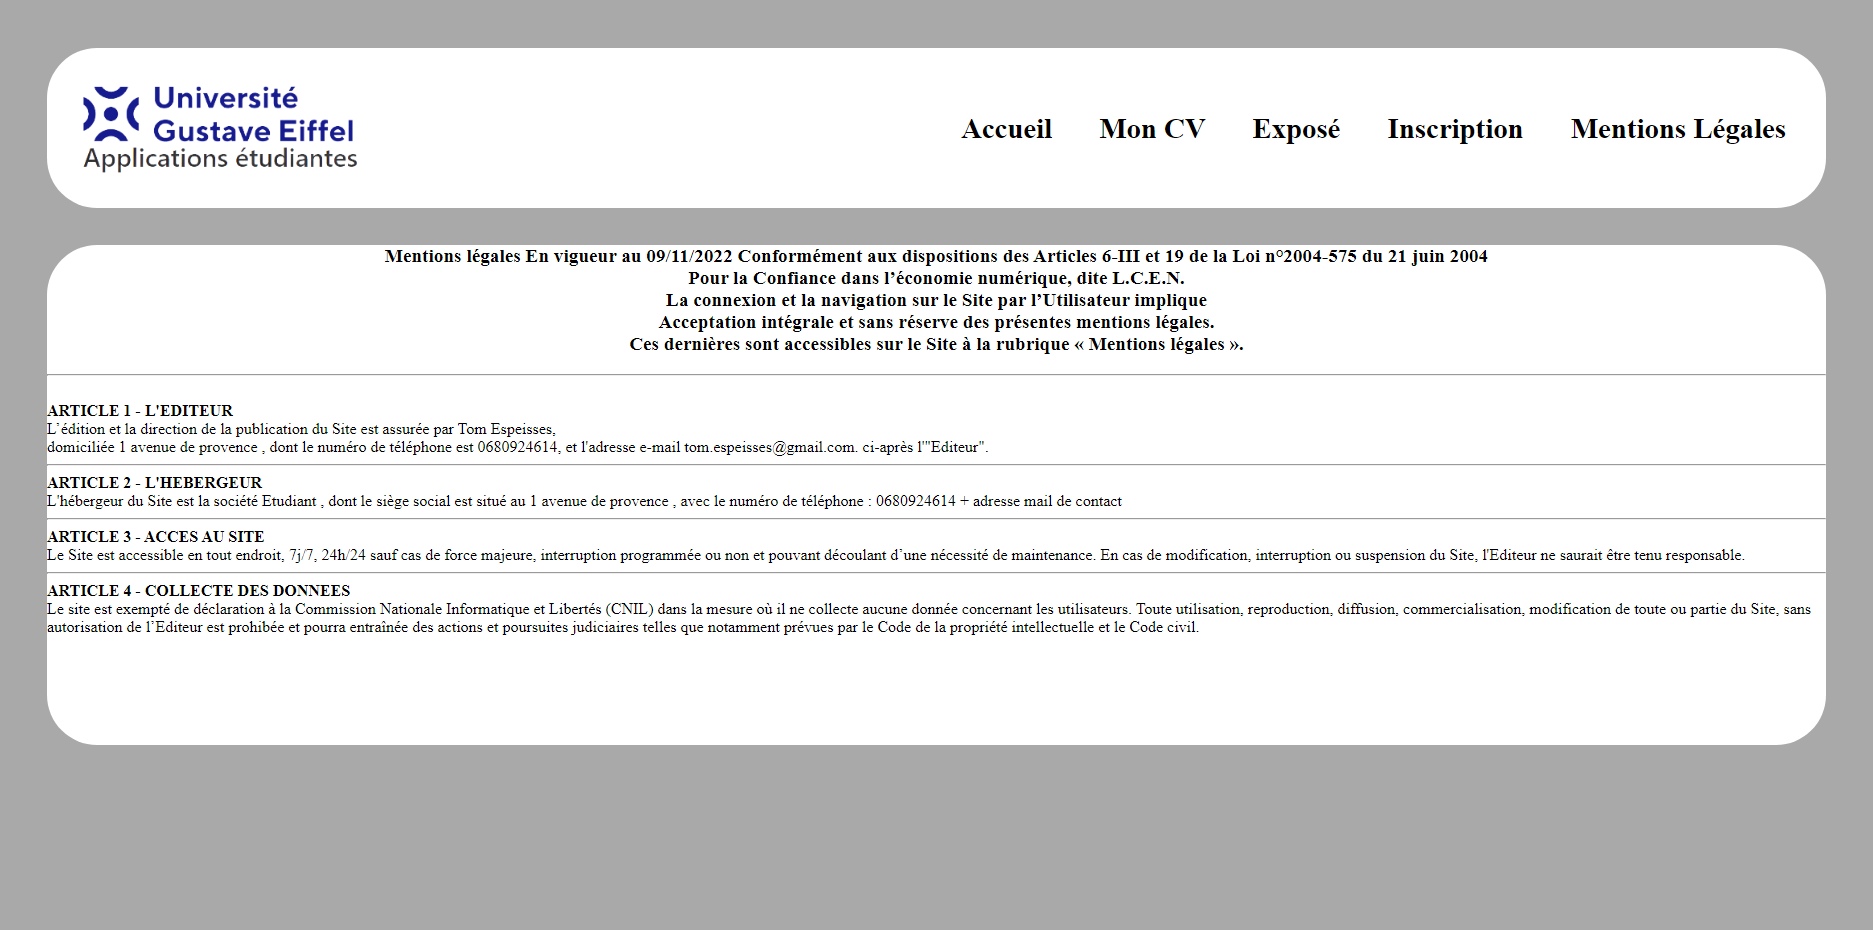 Université
Gustave Eiffel
Applications étudiantes
Accueil Mon CV Exposé Inscription Mentions Légales
Mentions légales En vigueur au 09/11/2022 Conformément aux dispositions des Articles 6-III et 19 de la Loi n°2004-575 du 21 juin 2004
Pour la Confiance dans l’économie numérique, dite L.C.E.N.
La connexion et la navigation sur le Site par l’Utilisateur implique
Acceptation intégrale et sans réserve des présentes mentions légales.
Ces dernières sont accessibles sur le Site à la rubrique « Mentions légales ».
ARTICLE 1 - L'EDITEUR
L’édition et la direction de la publication du Site est assurée par Tom Espeisses,
domiciliée 1 avenue de provence , dont le numéro de téléphone est 0680924614, et l'adresse e-mail tom.espeisses@gmail.com. ci-après l'"Editeur".
ARTICLE 2 - L'HEBERGEUR
L'hébergeur du Site est la société Etudiant , dont le siège social est situé au 1 avenue de provence , avec le numéro de téléphone : 0680924614 + adresse mail de contact
ARTICLE 3 - ACCES AU SITE
Le Site est accessible en tout endroit, 7j/7, 24h/24 sauf cas de force majeure, interruption programmée ou non et pouvant découlant d’une nécessité de maintenance. En cas de modification, interruption ou suspension du Site, l'Editeur ne saurait être tenu responsable.
ARTICLE 4 - COLLECTE DES DONNEES
Le site est exempté de déclaration à la Commission Nationale Informatique et Libertés (CNIL) dans la mesure où il ne collecte aucune donnée concernant les utilisateurs. Toute utilisation, reproduction, diffusion, commercialisation, modification de toute ou partie du Site, sans
autorisation de l’Editeur est prohibée et pourra entraînée des actions et poursuites judiciaires telles que notamment prévues par le Code de la propriété intellectuelle et le Code civil.